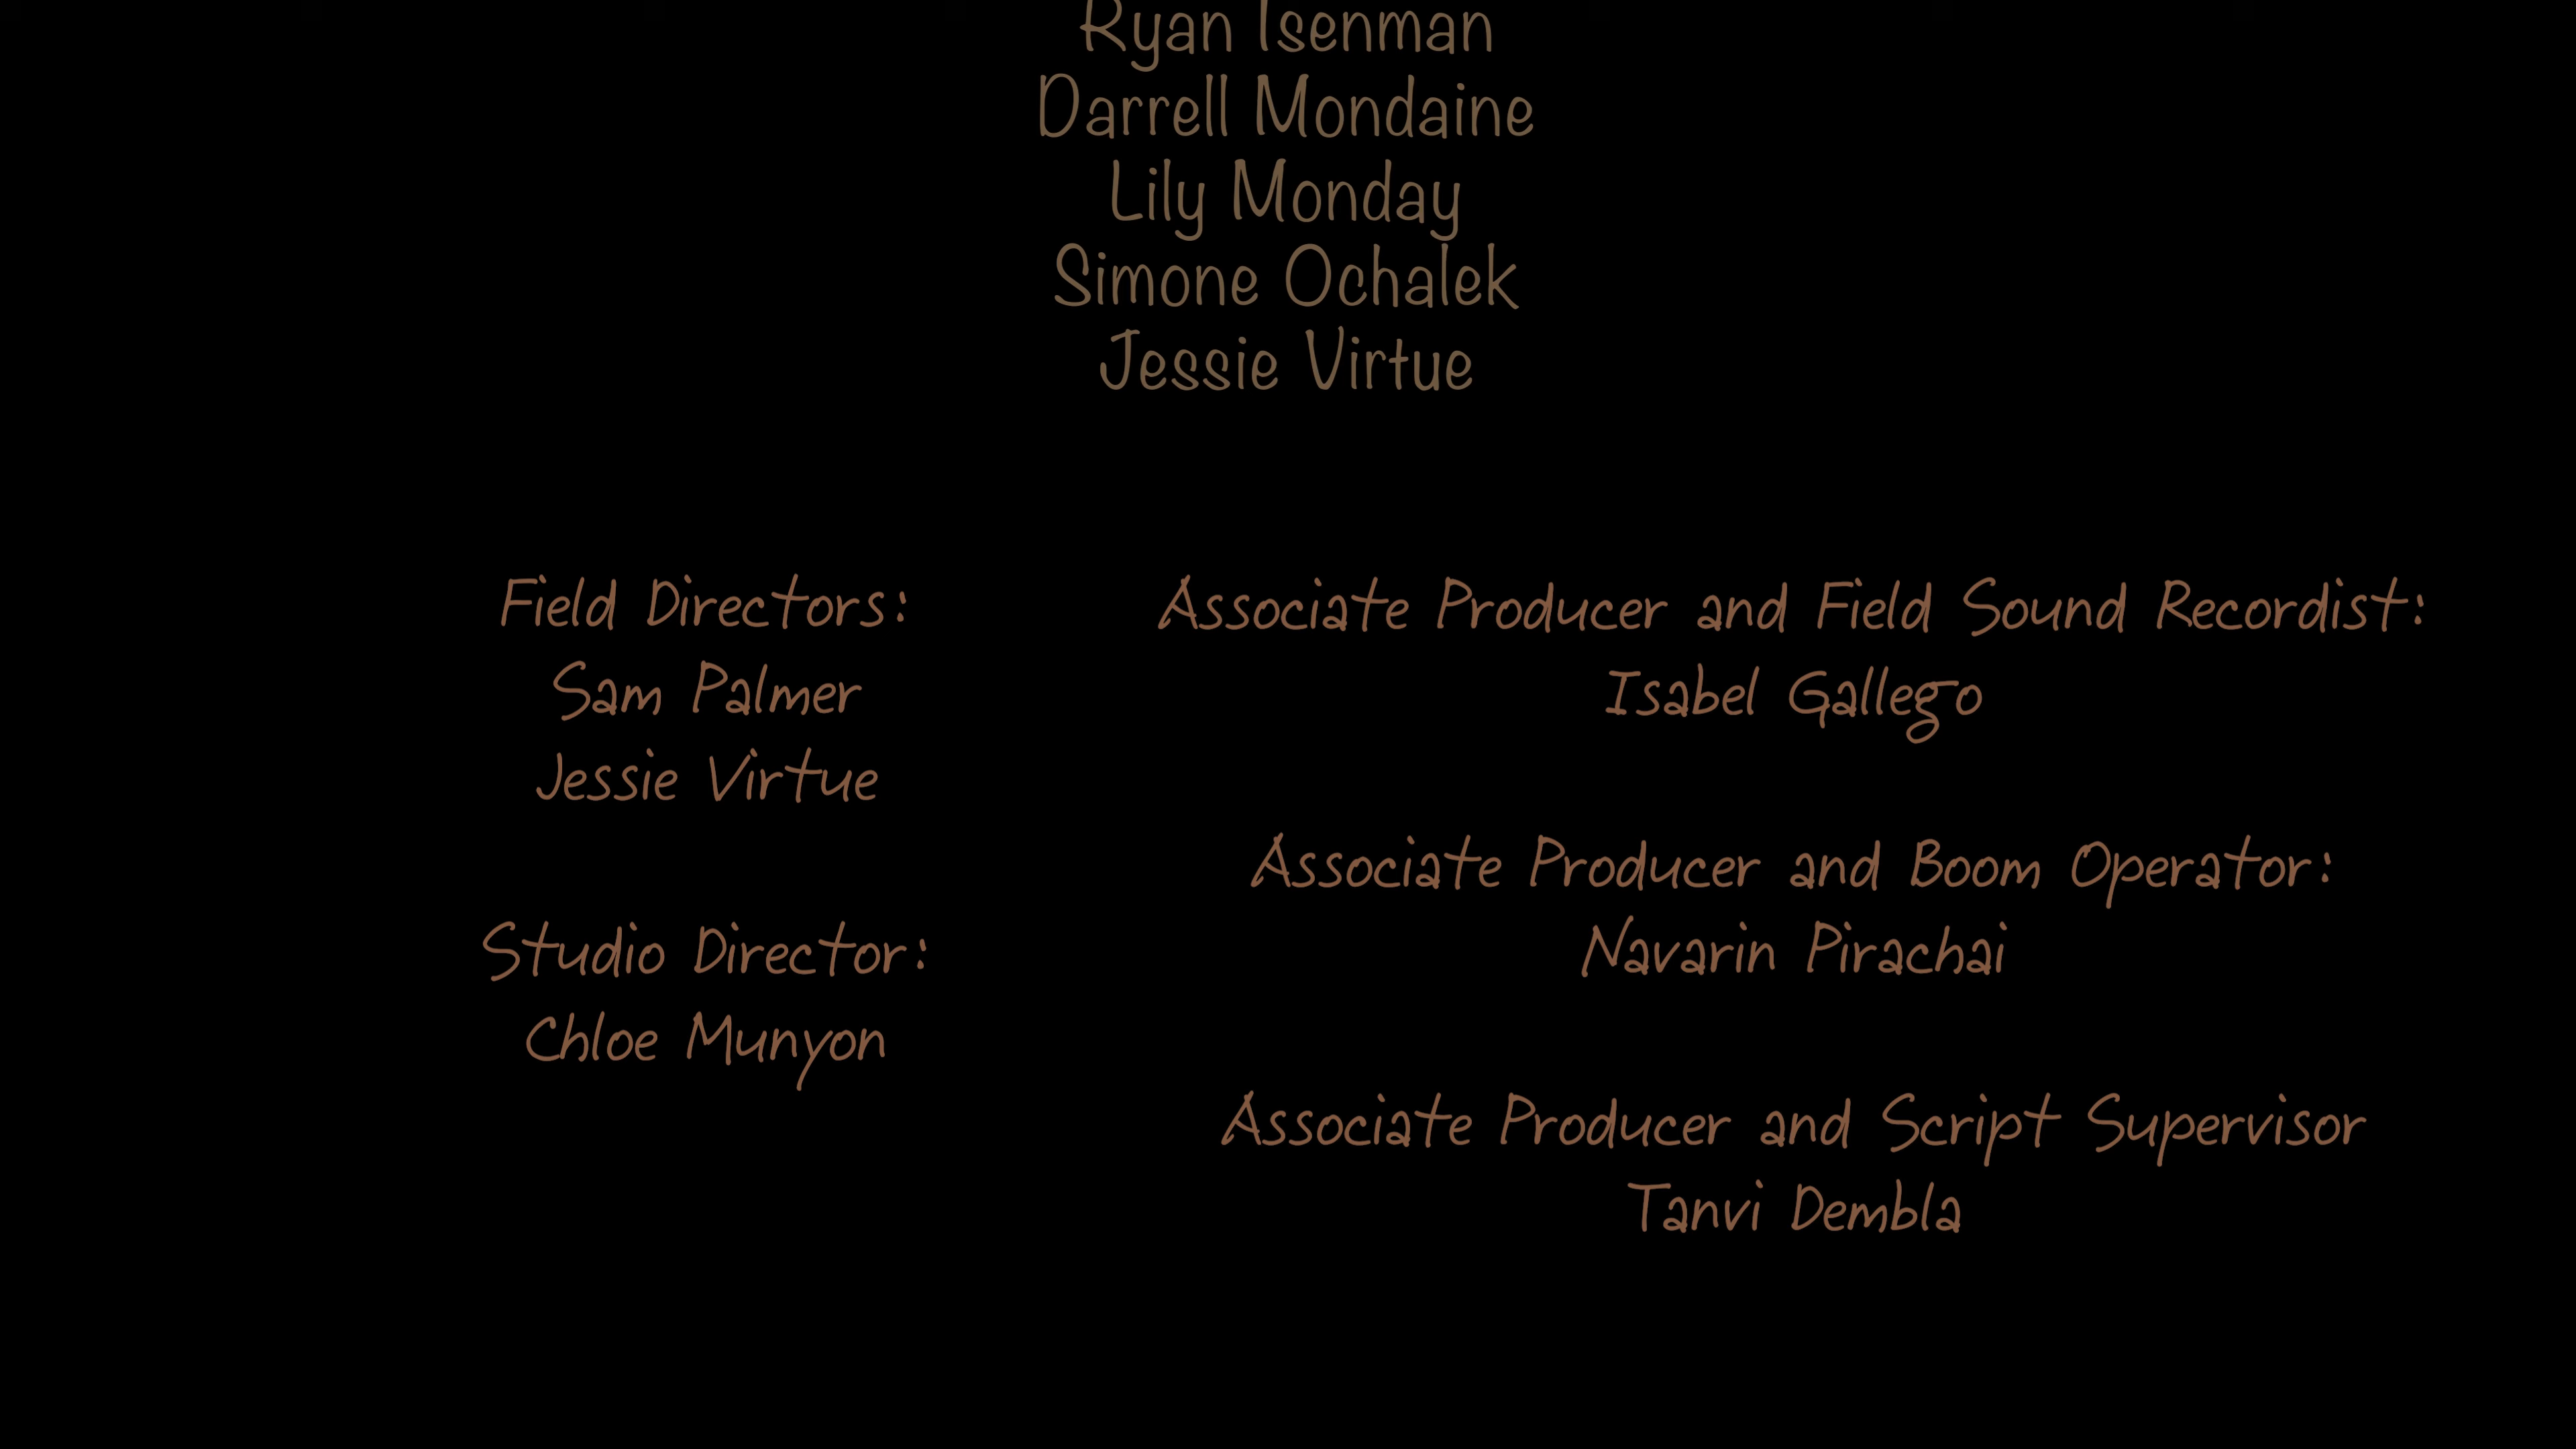 Ryan Isenman
Darrell Mondaine
Lily Monday
Simone Ochalek
Jessie Virtue
Field Directors:
Sam Palmer
Jessie Virtue
Studio Director:
Chloe Munyon
Associate Producer and Field Sound Recordist:
Isabel Gallego
Associate Producer and Boom Operator:
Navarin Pirachai
Associate Producer and Script Supervisor
Tanvi Dembla